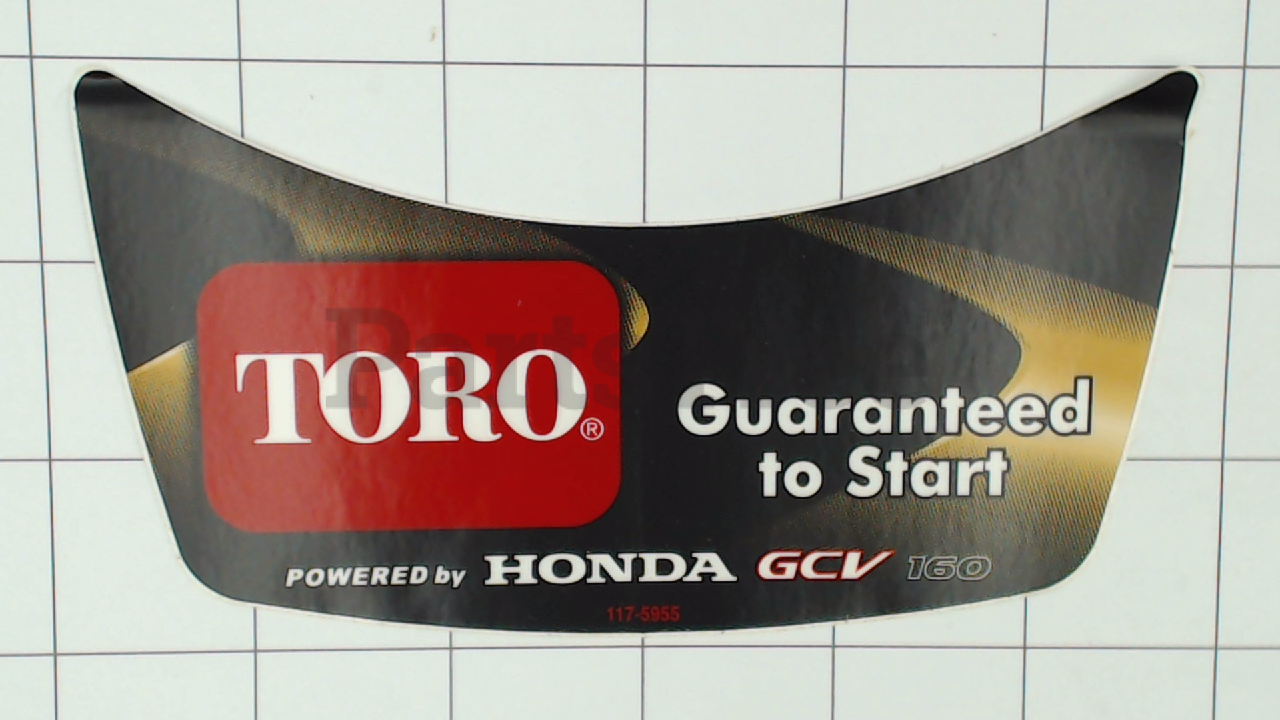 TORO®
Guaranteed
to Start
POWERED by HONDA GCV 160
117-5955